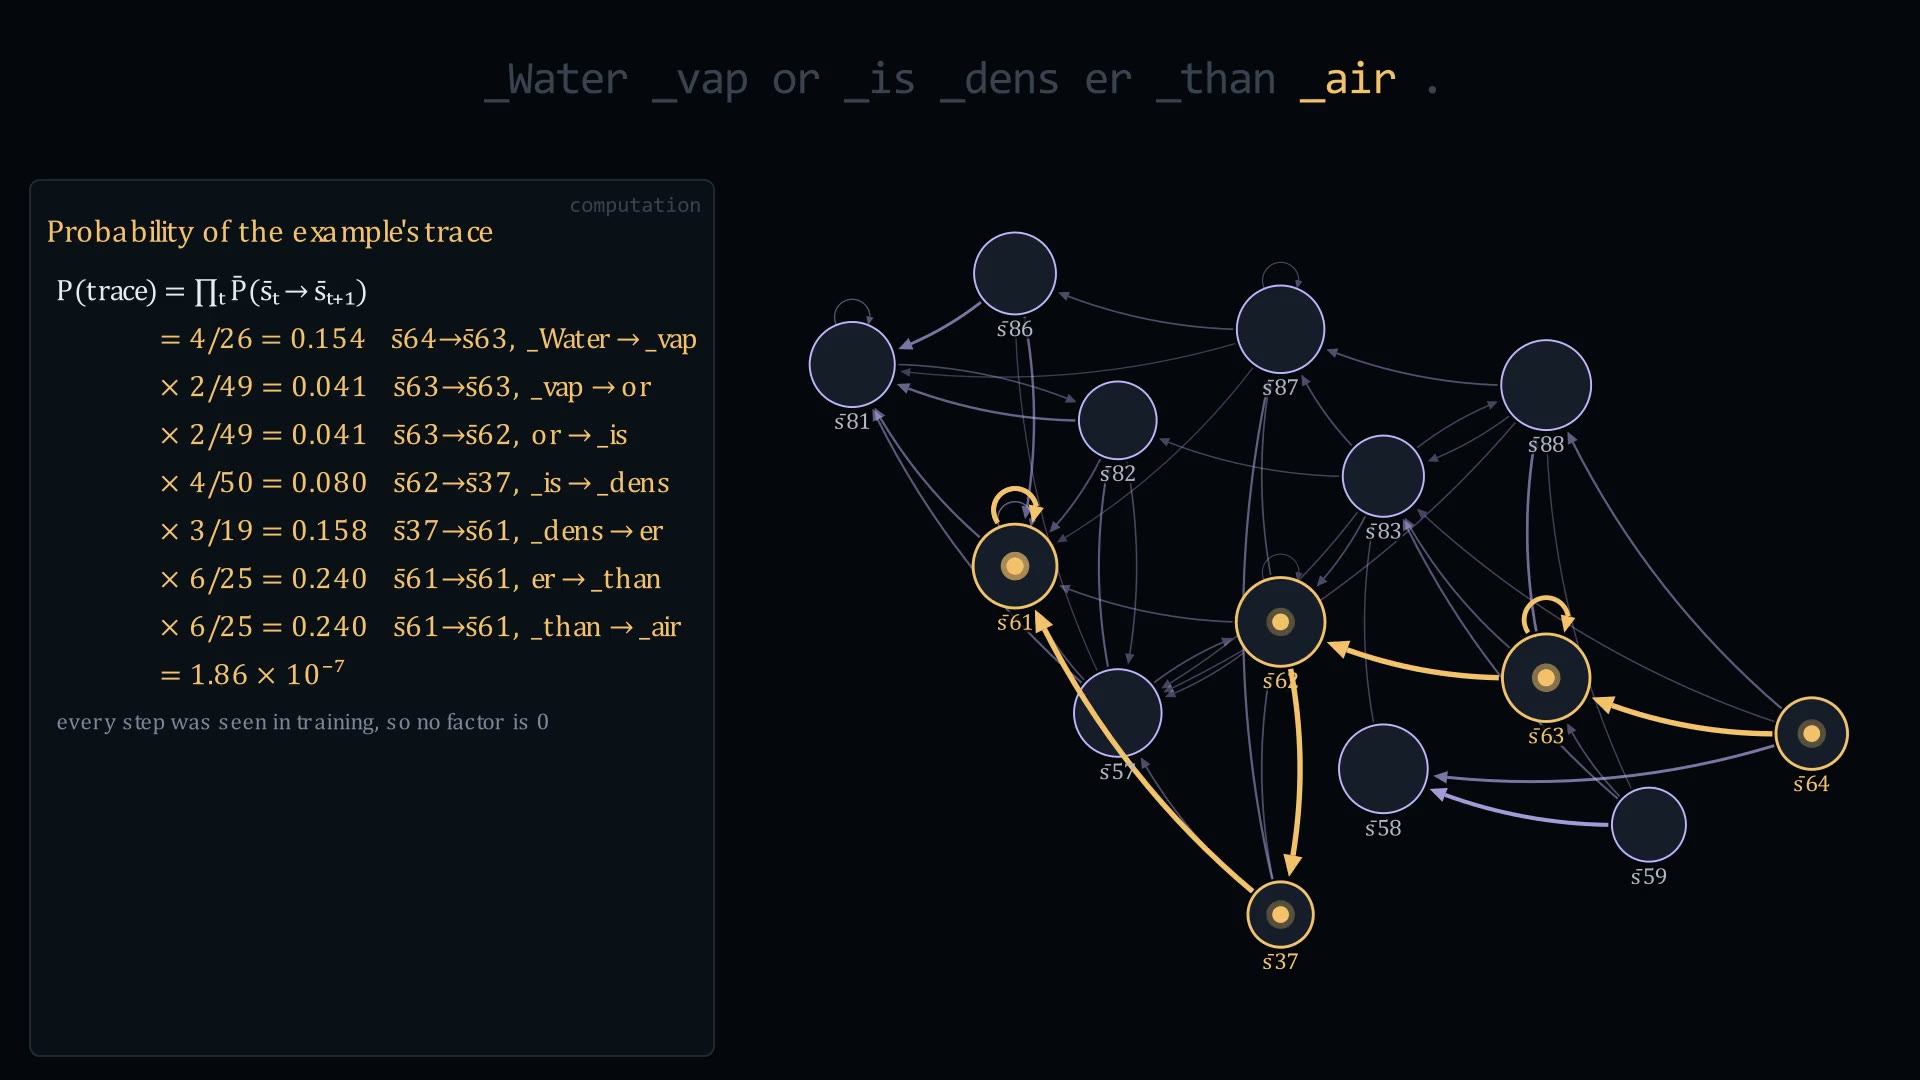 _Water _vap or _is _dens er _than _air .
computation
Probability of the example's trace
P(trace) = ∏ₜ P̄(s̄ₜ→s̄ₜ₊₁)
= 4/26 = 0.154 s̄64→s̄63, _Water→_vap
× 2/49 = 0.041 s̄63→s̄63, _vap→or
× 2/49 = 0.041 s̄63→s̄62, or→_is
× 4/50 = 0.080 s̄62→s̄37, _is→_dens
× 3/19 = 0.158 s̄37→s̄61, _dens→er
× 6/25 = 0.240 s̄61→s̄61, er→_than
× 6/25 = 0.240 s̄61→s̄61, _than→_air
= 1.86 × 10⁻⁷
every step was seen in training, so no factor is 0
s̄86
s̄87
s̄81
s̄88
s̄82
s̄83
s̄61
s̄62
s̄63
s̄57
s̄64
s̄58
s̄59
s̄37